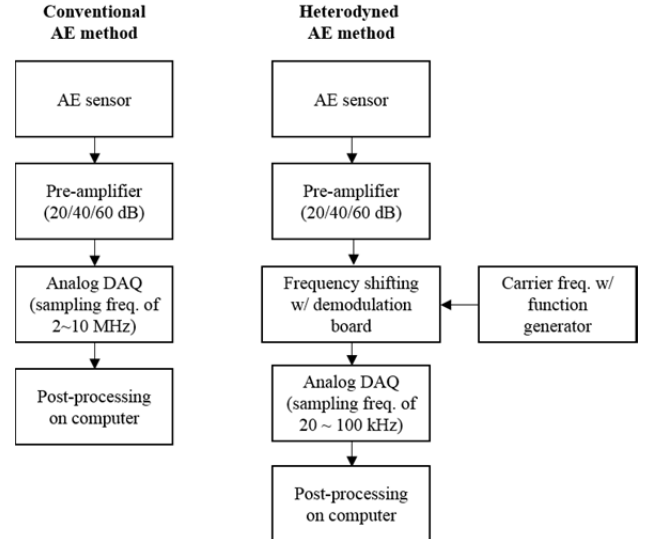 Conventional
AE method
AE sensor
Pre-amplifier
(20/40/60 dB)
Analog DAQ
(sampling freq. of
2~10 MHz)
Post-processing
on computer
Heterodyned
AE method
AE sensor
Pre-amplifier
(20/40/60 dB)
Frequency shifting
w/ demodulation
board
Carrier freq. w/
function
generator
Analog DAQ
(sampling freq. of
20 ~ 100 kHz)
Post-processing
on computer